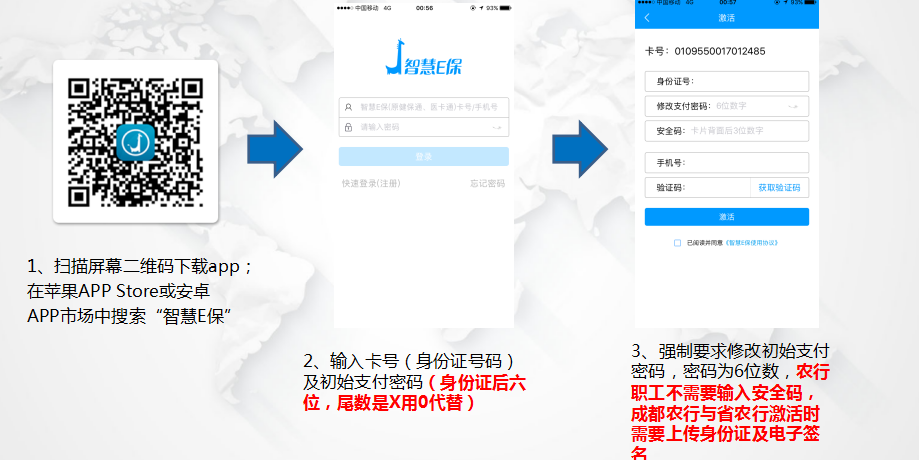 1、扫描屏幕二维码下载app；
在苹果APP Store或安卓
APP市场中搜索“智慧E保”
中国移动 4G 00:56 93%
智慧E保
智慧E保(原健保通、医卡通)卡号/手机号
请输入密码
登录
快速登录(注册) 忘记密码
2、输入卡号（身份证号码）
及初始支付密码（身份证后六
位，尾数是X用0代替）
中国移动 4G 00:57 93%
激活
卡号：0109550017012485
身份证号：
修改支付密码：6位数字
安全码：卡片背面后3位数字
手机号：
验证码： 获取验证码
激活
已阅读并同意《智慧E保使用协议》
3、强制要求修改初始支付
密码，密码为6位数，农行
职工不需要输入安全码，
成都农行与省农行激活时
需要上传身份证及电子签
名